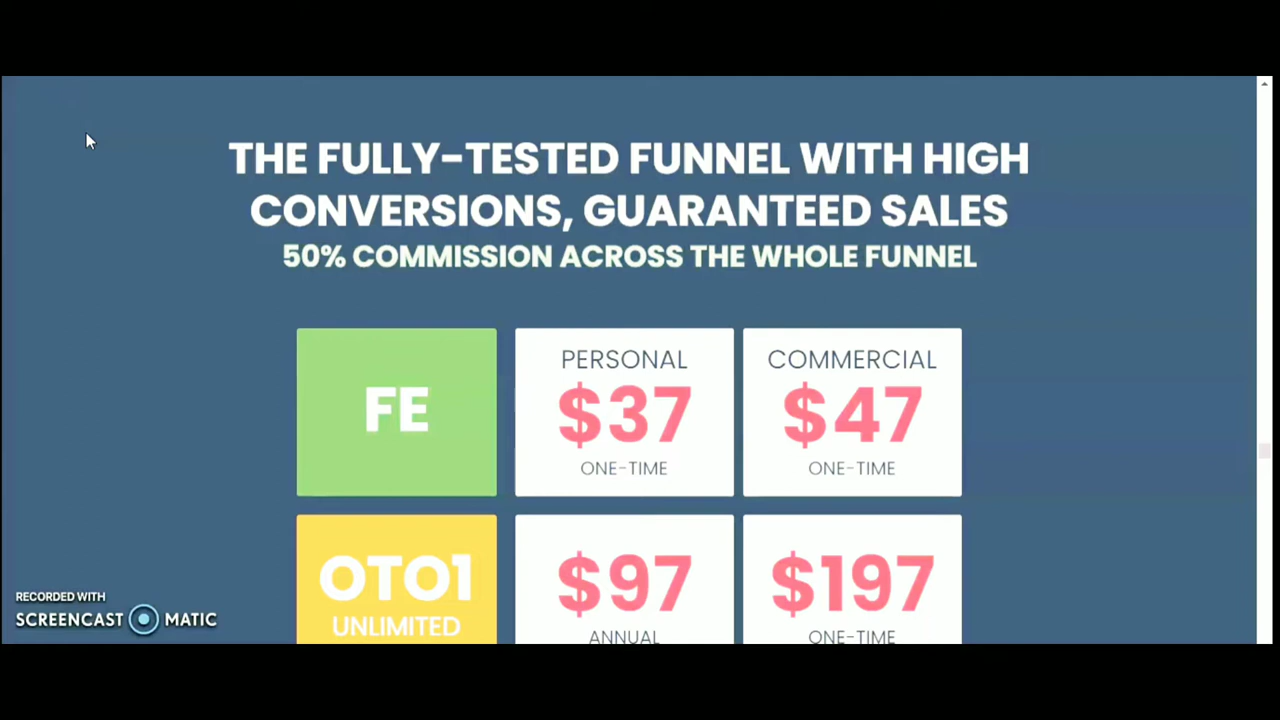 THE FULLY-TESTED FUNNEL WITH HIGH
CONVERSIONS, GUARANTEED SALES
50% COMMISSION ACROSS THE WHOLE FUNNEL
FE
PERSONAL
$37
ONE-TIME
COMMERCIAL
$47
ONE-TIME
OTO1
UNLIMITED
$97
ANNUAL
$197
ONE-TIME
RECORDED WITH
SCREENCAST MATIC